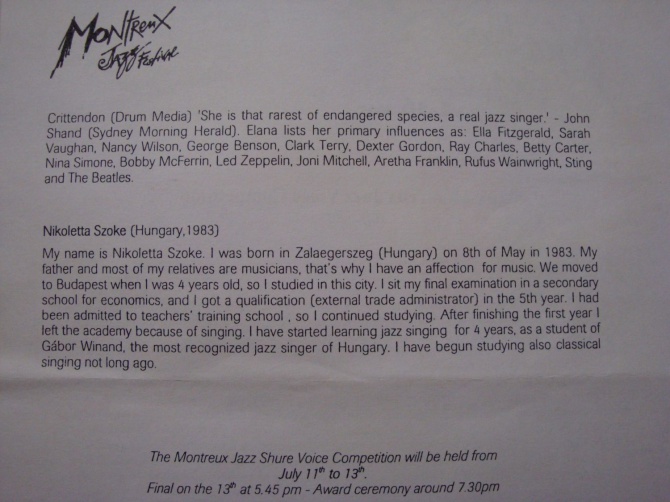 Montreux
Jazz Festival
Crittendon (Drum Media) 'She is that rarest of endangered species, a real jazz singer.' - John
Shand (Sydney Morning Herald). Elana lists her primary influences as: Ella Fitzgerald, Sarah
Vaughan, Nancy Wilson, George Benson, Clark Terry, Dexter Gordon, Ray Charles, Betty Carter,
Nina Simone, Bobby McFerrin, Led Zeppelin, Joni Mitchell, Aretha Franklin, Rufus Wainwright, Sting
and The Beatles.
Nikoletta Szoke (Hungary,1983)
My name is Nikoletta Szoke. I was born in Zalaegerszeg (Hungary) on 8th of May in 1983. My
father and most of my relatives are musicians, that's why I have an affection for music. We moved
to Budapest when I was 4 years old, so I studied in this city. I sit my final examination in a secondary
school for economics, and I got a qualification (external trade administrator) in the 5th year. I had
been admitted to teachers' training school , so I continued studying. After finishing the first year I
left the academy because of singing. I have started learning jazz singing for 4 years, as a student of
Gábor Winand, the most recognized jazz singer of Hungary. I have begun studying also classical
singing not long ago.
The Montreux Jazz Shure Voice Competition will be held from
July 11th to 13th.
Final on the 13th at 5.45 pm - Award ceremony around 7.30pm